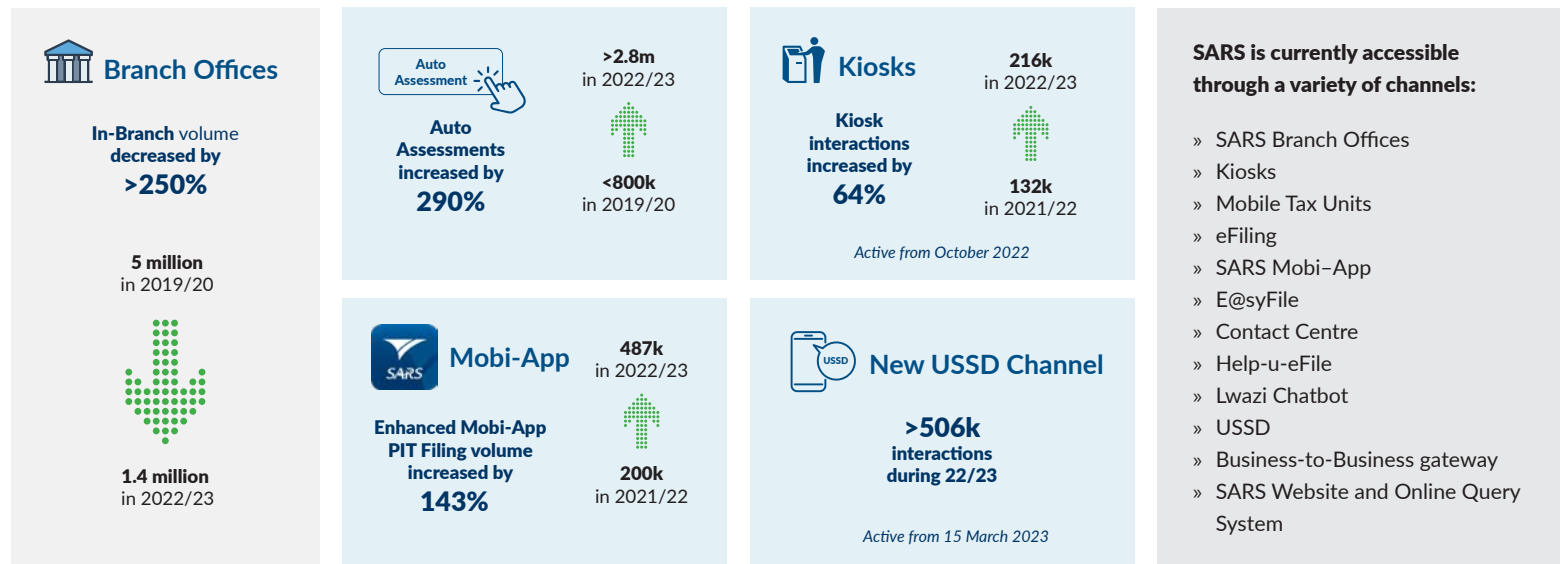 Branch Offices
In-Branch volume
decreased by
>250%
5 million
in 2019/20
1.4 million
in 2022/23
Auto
Assessment
Auto
Assessments
increased by
290%
>2.8m
in 2022/23
<800k
in 2019/20
Kiosks
Kiosk
interactions
increased by
64%
216k
in 2022/23
132k
in 2021/22
Active from October 2022
SARS
Mobi-App
Enhanced Mobi-App
PIT Filing volume
increased by
143%
487k
in 2022/23
200k
in 2021/22
USSD
New USSD Channel
>506k
interactions
during 22/23
Active from 15 March 2023
SARS is currently accessible
through a variety of channels:
» SARS Branch Offices
» Kiosks
» Mobile Tax Units
» eFiling
» SARS Mobi–App
» E@syFile
» Contact Centre
» Help-u-eFile
» Lwazi Chatbot
» USSD
» Business-to-Business gateway
» SARS Website and Online Query
System